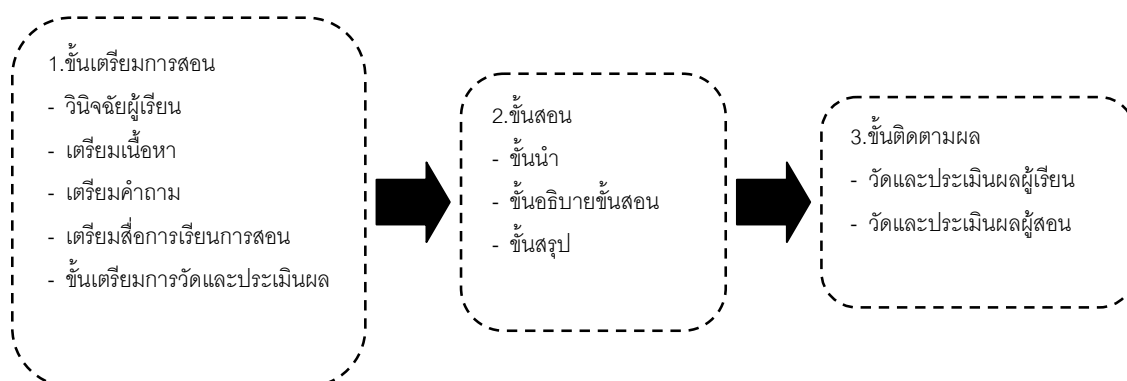 1.ขั้นเตรียมการสอน
- วินิจฉัยผู้เรียน
- เตรียมเนื้อหา
- เตรียมคำถาม
- เตรียมสื่อการเรียนการสอน
- ขั้นเตรียมการวัดและประเมินผล
2.ขั้นสอน
- ขั้นนำ
- ขั้นอธิบายขั้นสอน
- ขั้นสรุป
3.ขั้นติดตามผล
- วัดและประเมินผลผู้เรียน
- วัดและประเมินผลผู้สอน